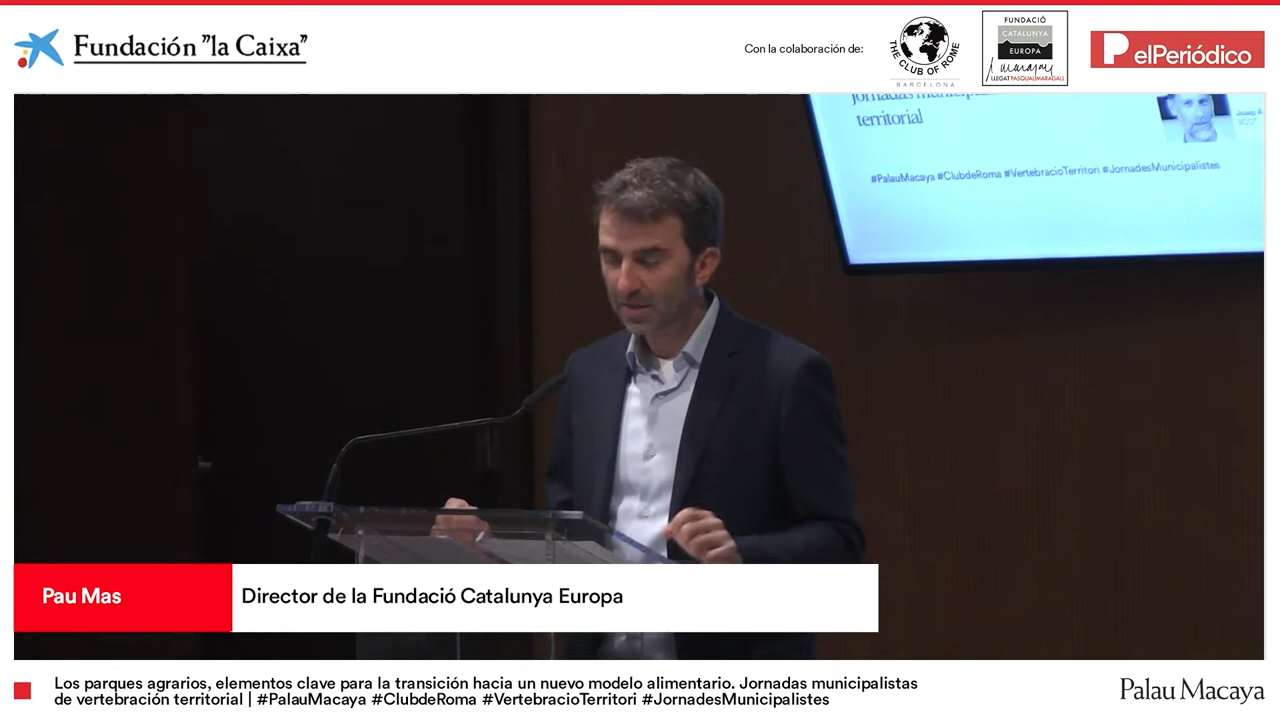 Fundación "la Caixa"
Con la colaboración de:
THE CLUB OF ROME
BARCELONA
FUNDACIÓ
CATALUNYA
EUROPA
LLEGAT PASQUAL MARAGALL
elPeriódico
jornadas
territorial
#PalauMacaya #ClubdeRoma #VertebracioTerritori #JornadesMunicipalistes
Pau Mas
Director de la Fundació Catalunya Europa
Los parques agrarios, elementos clave para la transición hacia un nuevo modelo alimentario. Jornadas municipalistas
de vertebración territorial | #PalauMacaya #ClubdeRoma #VertebracioTerritori #JornadesMunicipalistes
Palau Macaya